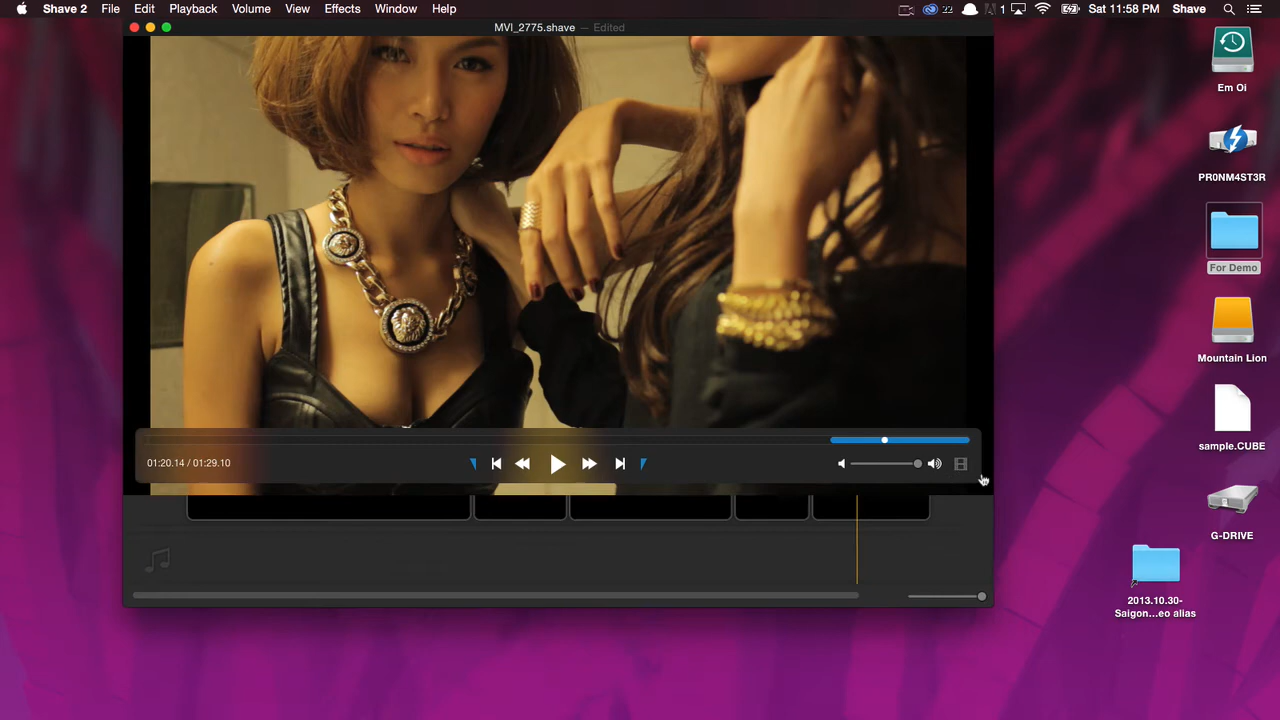 Shave 2 File Edit Playback Volume View Effects Window Help 22 1 Sat 11:58 PM Shave
MVI_2775.shave — Edited
Em Oi
PR0NM4ST3R
For Demo
Mountain Lion
sample.CUBE
01:20.14 / 01:29.10
G-DRIVE
2013.10.30-
Saigon...eo alias